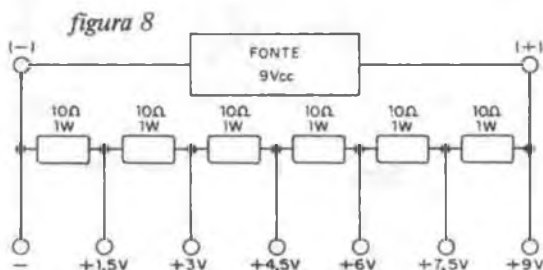 figura 8
(−) (+)
FONTE
9Vcc
10Ω 10Ω 10Ω 10Ω 10Ω 10Ω
1W 1W 1W 1W 1W 1W
− +1,5V +3V +4,5V +6V +7,5V +9V